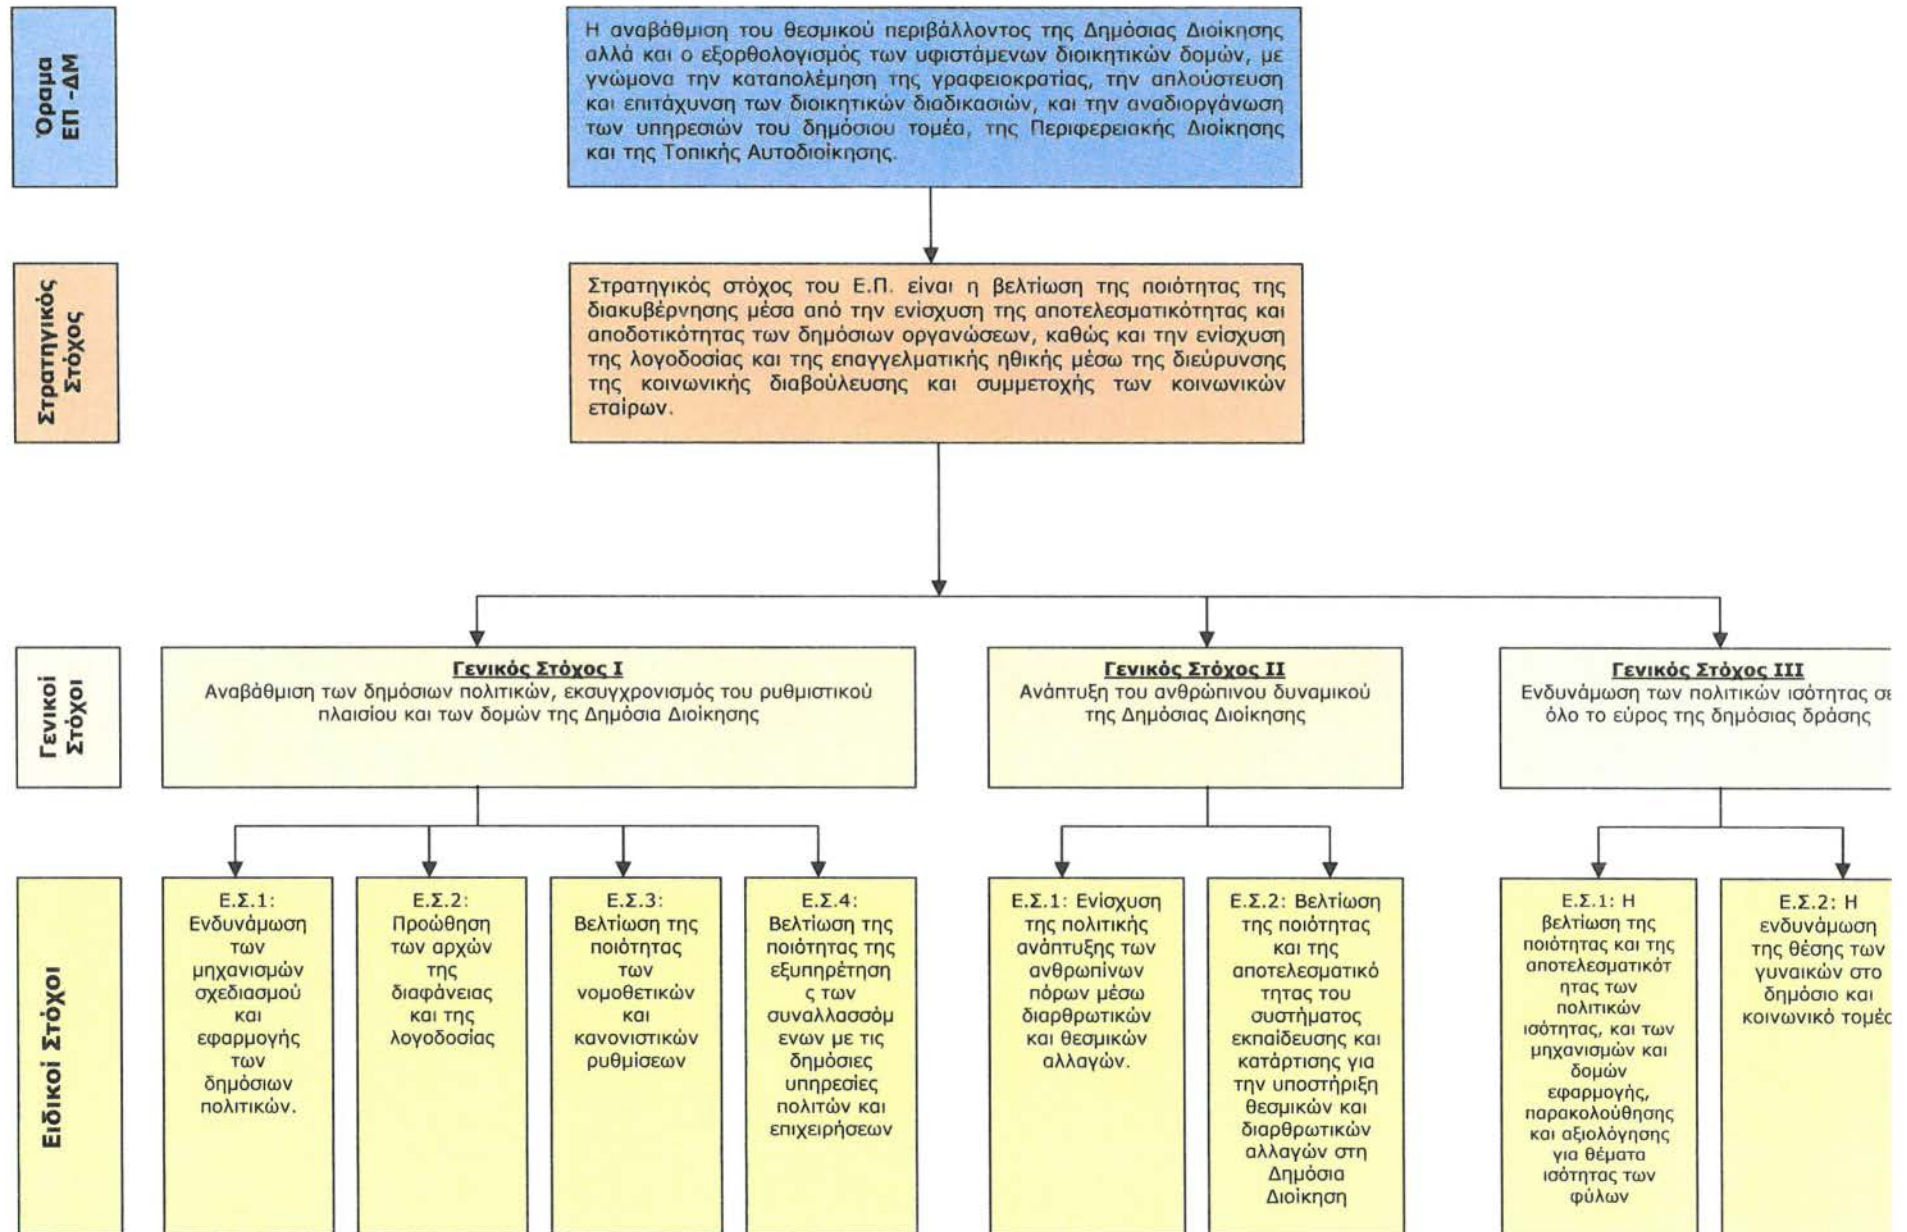 Όραμα
ΕΠ -ΔΜ
Η αναβάθμιση του θεσμικού περιβάλλοντος της Δημόσιας Διοίκησης
αλλά και ο εξορθολογισμός των υφιστάμενων διοικητικών δομών, με
γνώμονα την καταπολέμηση της γραφειοκρατίας, την απλούστευση
και επιτάχυνση των διοικητικών διαδικασιών, και την αναδιοργάνωση
των υπηρεσιών του δημόσιου τομέα, της Περιφερειακής Διοίκησης
και της Τοπικής Αυτοδιοίκησης.
Στρατηγικός
Στόχος
Στρατηγικός στόχος του Ε.Π. είναι η βελτίωση της ποιότητας της
διακυβέρνησης μέσα από την ενίσχυση της αποτελεσματικότητας και
αποδοτικότητας των δημόσιων οργανώσεων, καθώς και την ενίσχυση
της λογοδοσίας και της επαγγελματικής ηθικής μέσω της διεύρυνσης
της κοινωνικής διαβούλευσης και συμμετοχής των κοινωνικών
εταίρων.
Γενικοί
Στόχοι
Γενικός Στόχος Ι
Αναβάθμιση των δημόσιων πολιτικών, εκσυγχρονισμός του ρυθμιστικού
πλαισίου και των δομών της Δημόσια Διοίκησης
Γενικός Στόχος ΙΙ
Ανάπτυξη του ανθρώπινου δυναμικού
της Δημόσιας Διοίκησης
Γενικός Στόχος ΙΙΙ
Ενδυνάμωση των πολιτικών ισότητας σε
όλο το εύρος της δημόσιας δράσης
Ειδικοί Στόχοι
Ε.Σ.1:
Ενδυνάμωση
των
μηχανισμών
σχεδιασμού
και
εφαρμογής
των
δημόσιων
πολιτικών.
Ε.Σ.2:
Προώθηση
των αρχών
της
διαφάνειας
και της
λογοδοσίας
Ε.Σ.3:
Βελτίωση της
ποιότητας
των
νομοθετικών
και
κανονιστικών
ρυθμίσεων
Ε.Σ.4:
Βελτίωση της
ποιότητας της
εξυπηρέτηση
ς των
συναλλασσόμ
ενων με τις
δημόσιες
υπηρεσίες
πολιτών και
επιχειρήσεων
Ε.Σ.1: Ενίσχυση
της πολιτικής
ανάπτυξης των
ανθρωπίνων
πόρων μέσω
διαρθρωτικών
και θεσμικών
αλλαγών.
Ε.Σ.2: Βελτίωση
της ποιότητας
και της
αποτελεσματικό
τητας του
συστήματος
εκπαίδευσης και
κατάρτισης για
την υποστήριξη
θεσμικών και
διαρθρωτικών
αλλαγών στη
Δημόσια
Διοίκηση
Ε.Σ.1: Η
βελτίωση της
ποιότητας και της
αποτελεσματικότ
ητας των
πολιτικών
ισότητας, και των
μηχανισμών και
δομών
εφαρμογής,
παρακολούθησης
και αξιολόγησης
για θέματα
ισότητας των
φύλων
Ε.Σ.2: Η
ενδυνάμωση
της θέσης των
γυναικών στο
δημόσιο και
κοινωνικό τομέα